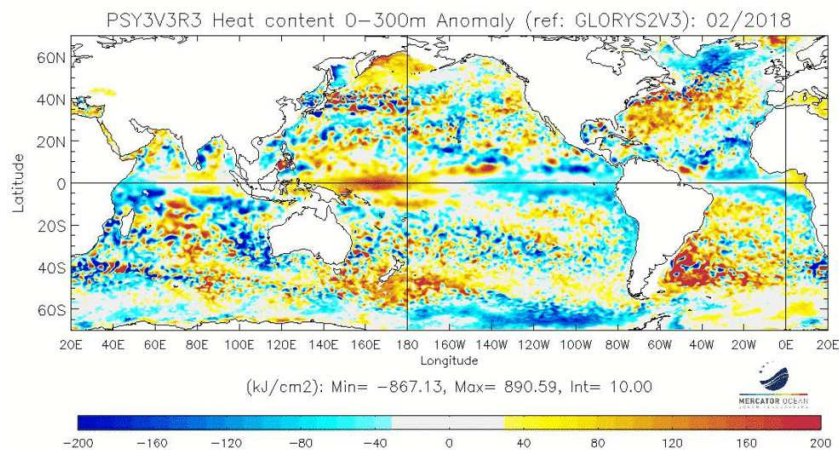 PSY3V3R3 Heat content 0-300m Anomaly (ref: GLORYS2V3): 02/2018
60N
40N
20N
0
20S
40S
60S
Latitude
20E 40E 60E 80E 100E 120E 140E 160E 180 160W 140W 120W 100W 80W 60W 40W 20W 0E 20E
Longitude
(kJ/cm2): Min= -867.13, Max= 890.59, Int= 10.00
MERCATOR OCEAN
-200 -160 -120 -80 -40 0 40 80 120 160 200